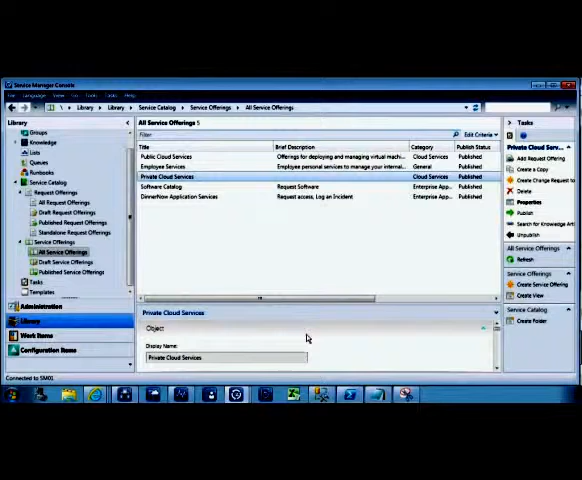 Service Manager Console
File Language View Go Tools Tasks Help
Library Library Service Catalog Service Offerings All Service Offerings
Library
Groups
Knowledge
Lists
Queues
Runbooks
Service Catalog
Request Offerings
All Request Offerings
Draft Request Offerings
Published Request Offerings
Standalone Request Offerings
Service Offerings
All Service Offerings
Draft Service Offerings
Published Service Offerings
Tasks
Templates
Administration
Library
Work Items
Configuration Items
Connected to SM01
All Service Offerings 5
Filter
Edit Criteria
Title Brief Description Category Publish Status
Public Cloud Services Offerings for deploying and managing virtual machin... Cloud Services Published
Employee Services Employee personal services to manage your internal... General Published
Private Cloud Services Cloud Services Published
Software Catalog Request Software Enterprise App... Published
DinnerNow Application Services Request access, Log an Incident Enterprise App... Published
Private Cloud Services
Object
Display Name:
Private Cloud Services
Tasks
Private Cloud Serv...
Add Request Offering
Create a Copy
Create Change Request to
Delete
Properties
Publish
Search for Knowledge Arti
Unpublish
All Service Offerings
Refresh
Service Offerings
Create Service Offering
Create View
Service Catalog
Create Folder